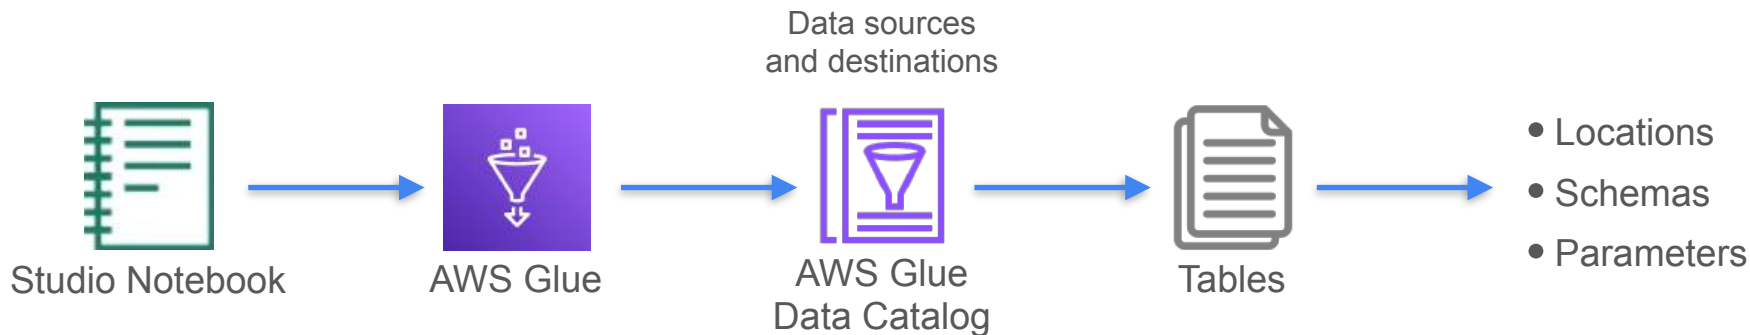 Data sources
and destinations
Studio Notebook
AWS Glue
AWS Glue
Data Catalog
Tables
• Locations
• Schemas
• Parameters